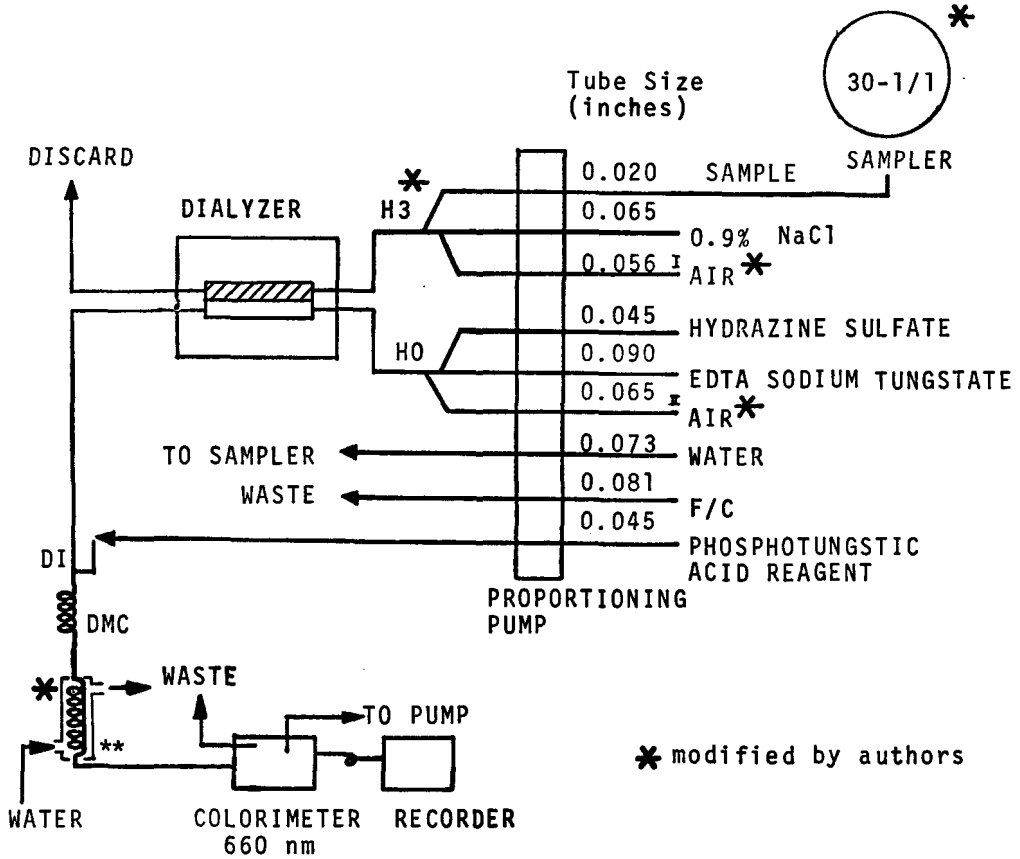 *
30-1/1
SAMPLER
Tube Size
(inches)
DISCARD
DIALYZER
H3 *
0.020 SAMPLE
0.065
0.9% NaCl
0.056 I AIR *
0.045
HYDRAZINE SULFATE
HO
0.090
EDTA SODIUM TUNGSTATE
0.065 I AIR *
TO SAMPLER
0.073
WATER
WASTE
0.081
F/C
0.045
PHOSPHOTUNGSTIC
ACID REAGENT
DI
PROPORTIONING
PUMP
DMC
*
WASTE
TO PUMP
**
* modified by authors
WATER
COLORIMETER
660 nm
RECORDER